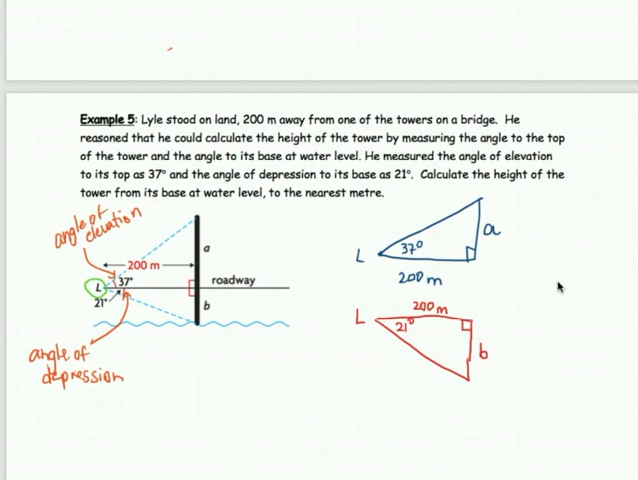 Example 5: Lyle stood on land, 200 m away from one of the towers on a bridge. He
reasoned that he could calculate the height of the tower by measuring the angle to the top
of the tower and the angle to its base at water level. He measured the angle of elevation
to its top as 37° and the angle of depression to its base as 21°. Calculate the height of the
tower from its base at water level, to the nearest metre.
angle of
elevation
a
200 m
L
37°
roadway
21°
b
angle of
depression
a
37°
L
200 m
200 m
L
21°
b